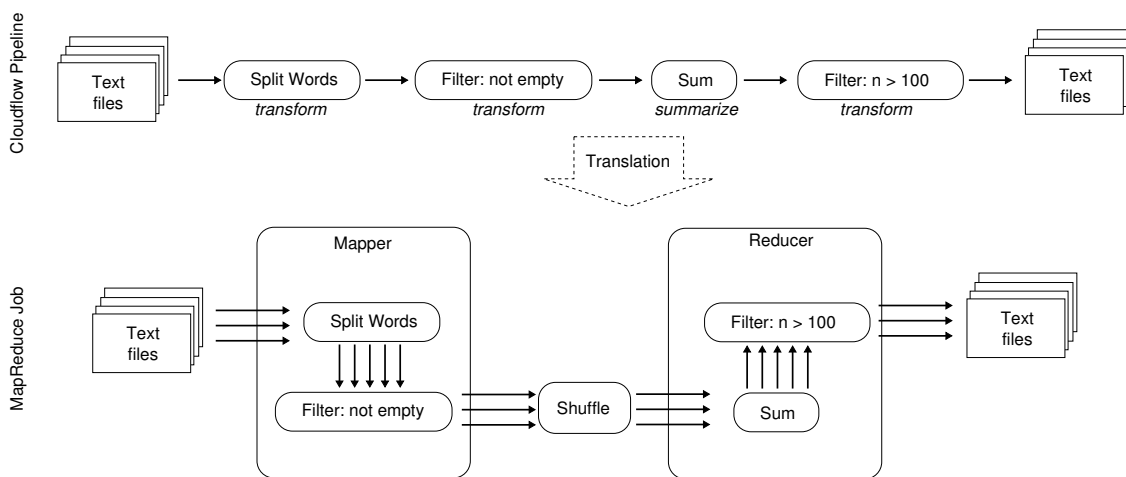 Cloudflow Pipeline
Text
files
Split Words
transform
Filter: not empty
transform
Sum
summarize
Filter: n > 100
transform
Text
files
Translation
MapReduce Job
Text
files
Mapper
Split Words
Filter: not empty
Shuffle
Reducer
Filter: n > 100
Sum
Text
files